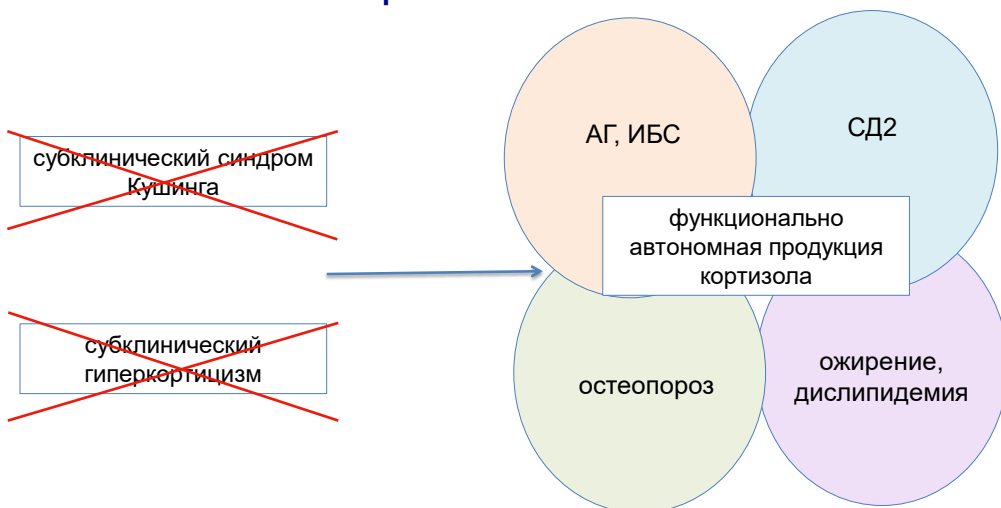 субклинический синдром
Кушинга
субклинический
гиперкортицизм
АГ, ИБС
СД2
функционально
автономная продукция
кортизола
остеопороз
ожирение,
дислипидемия